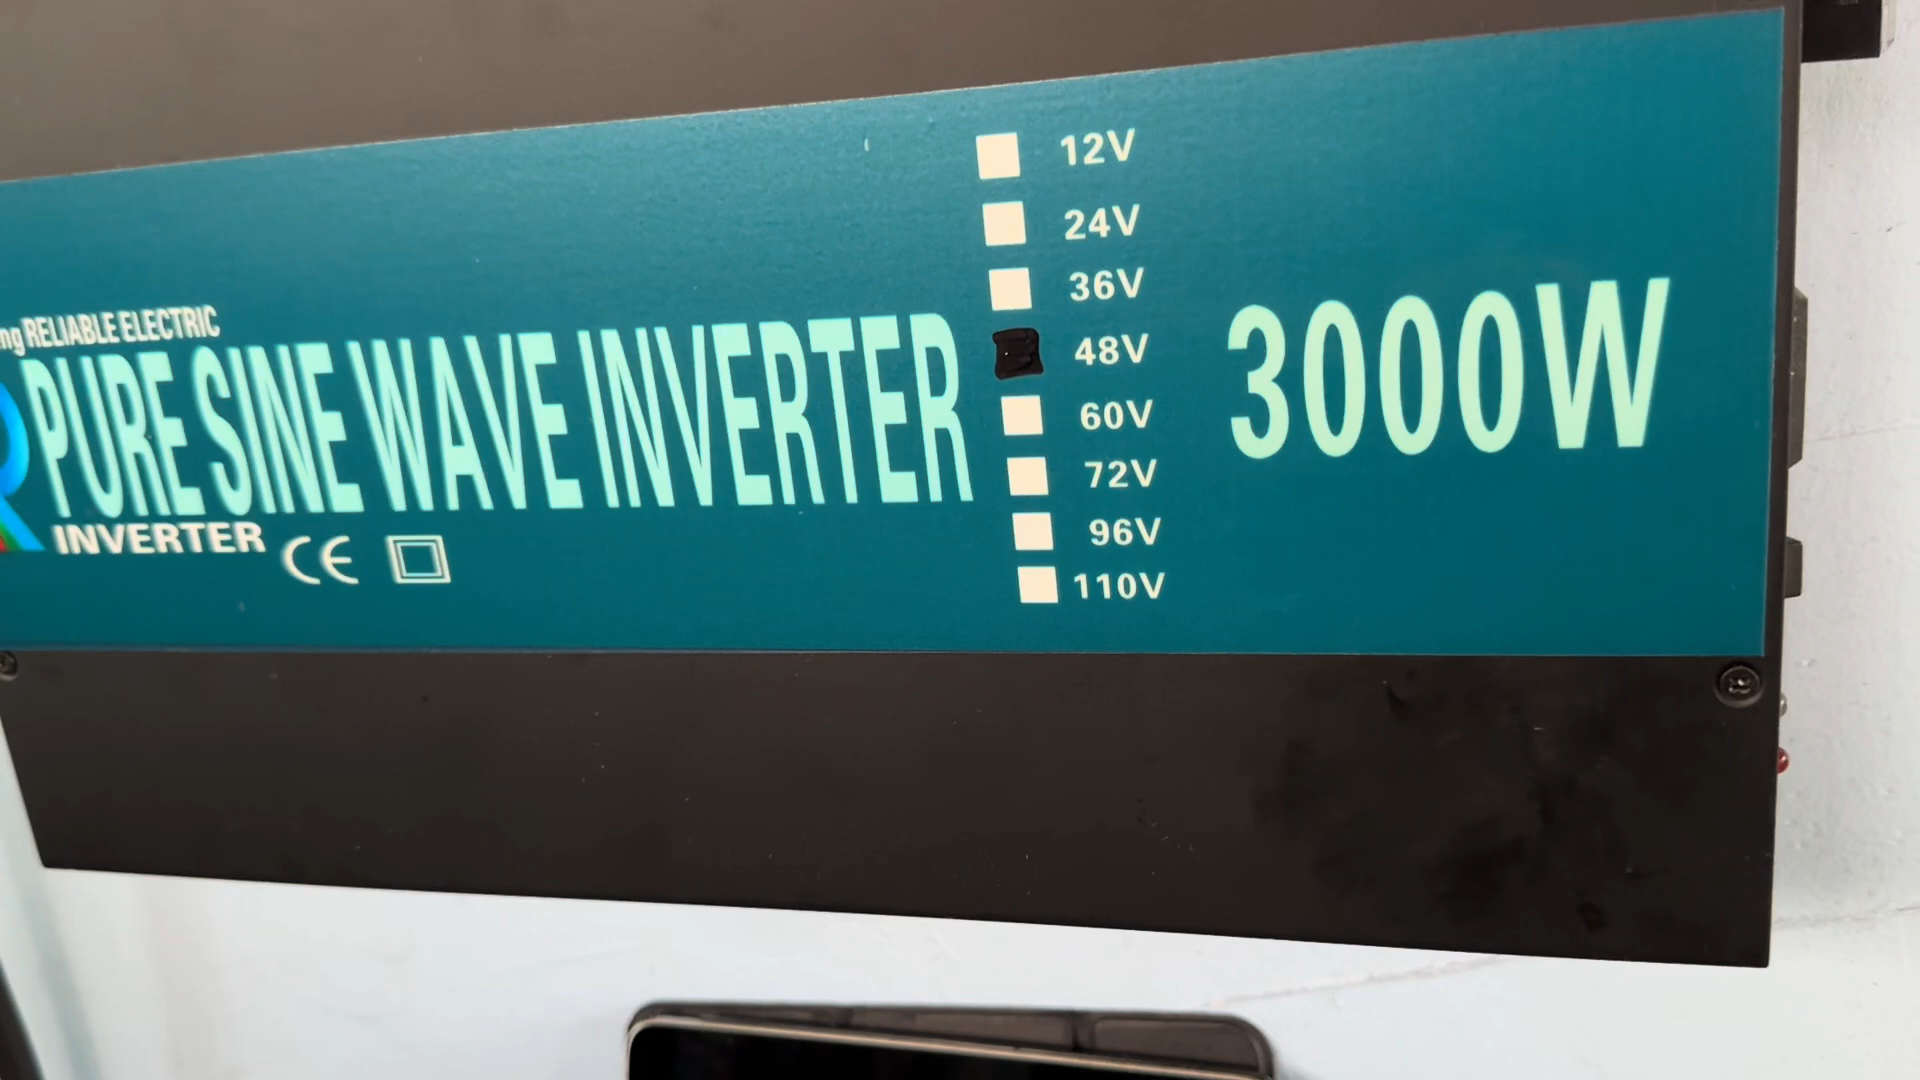 RELIABLE ELECTRIC
PURE SINE WAVE INVERTER
INVERTER CE
12V
24V
36V
48V
60V
72V
96V
110V
3000W